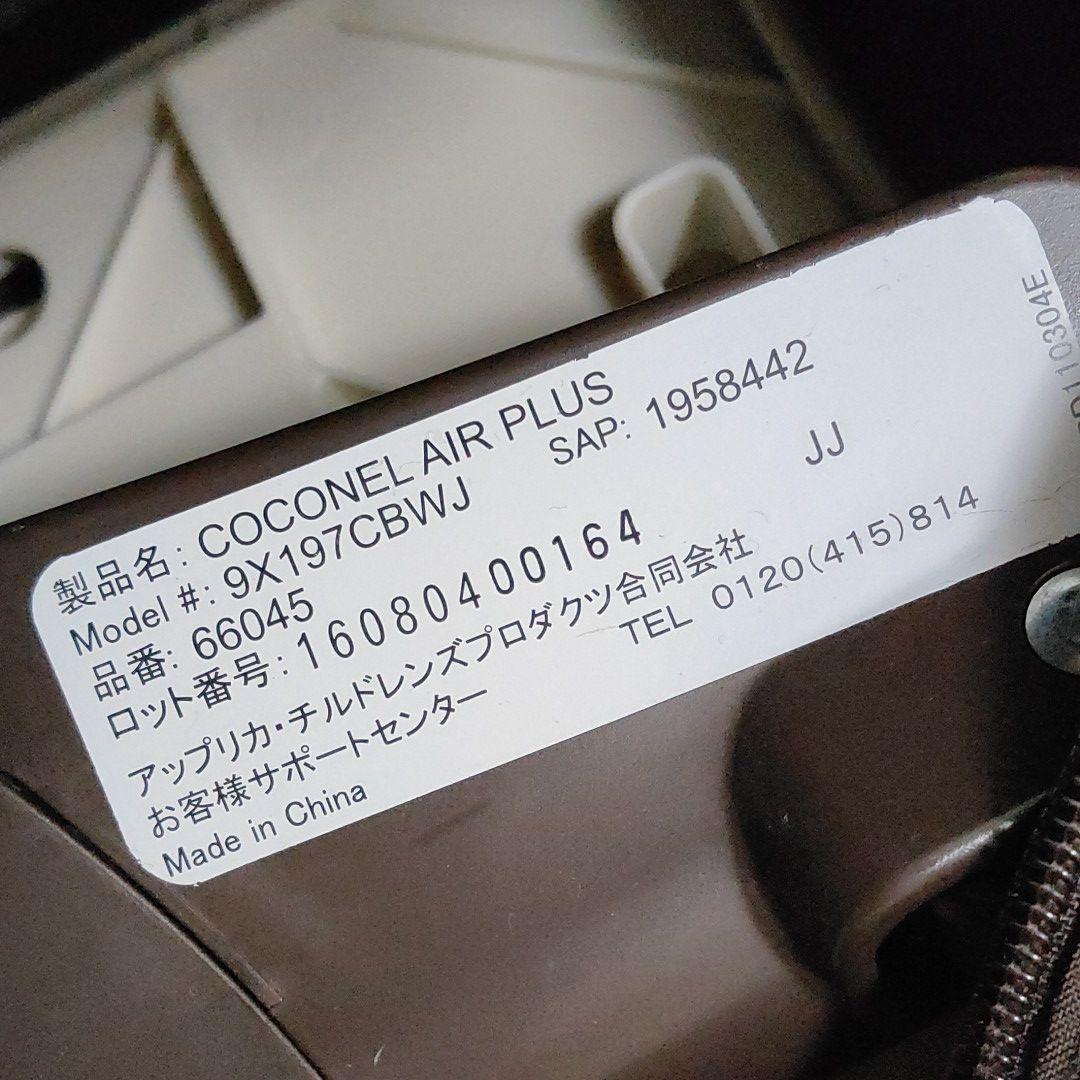 製品名: COCONEL AIR PLUS
Model #: 9X197CBWJ SAP: 1958442
品番: 66045 JJ
ロット番号: 16080400164
アップリカ・チルドレンズプロダクツ合同会社
お客様サポートセンター TEL 0120(415)814
Made in China